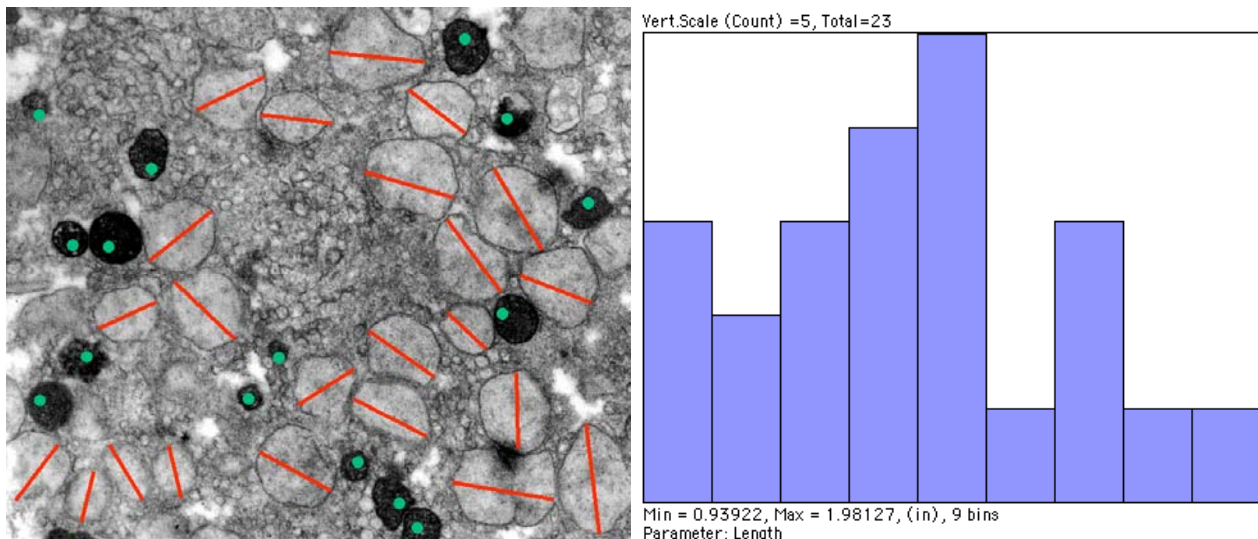 Vert.Scale (Count) =5, Total=23
Min = 0.93922, Max = 1.98127, (in), 9 bins
Parameter: Length